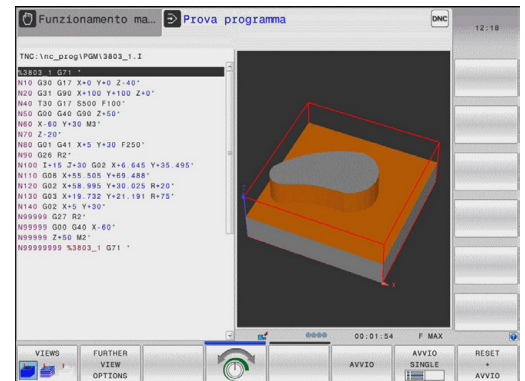 Funzionamento ma…
Prova programma
DNC
12:18
TNC:\nc_prog\PGM\3803_1.I
%3803_1 G71 *
N10 G30 G17 X+0 Y+0 Z-40*
N20 G31 G90 X+100 Y+100 Z+0*
N40 T30 G17 S500 F100*
N50 G00 G40 G90 Z+50*
N60 X-60 Y+30 M3*
N70 Z-20*
N80 G01 G41 X+5 Y+30 F250*
N90 G26 R2*
N100 I+15 J+30 G02 X+6.645 Y+35.495*
N110 G06 X+55.505 Y+69.488*
N120 G02 X+58.995 Y+30.025 R+20*
N130 G03 X+19.732 Y+21.191 R+75*
N140 G02 X+5 Y+30*
N99999 G27 R2*
N99999 G00 G40 X-60*
N99999 Z+50 M2*
N99999999 %3803_1 G71 *
Z
X
00:01:54 F MAX
VIEWS
FURTHER
VIEW
OPTIONS
AVVIO
AVVIO
SINGLE
RESET
+
AVVIO